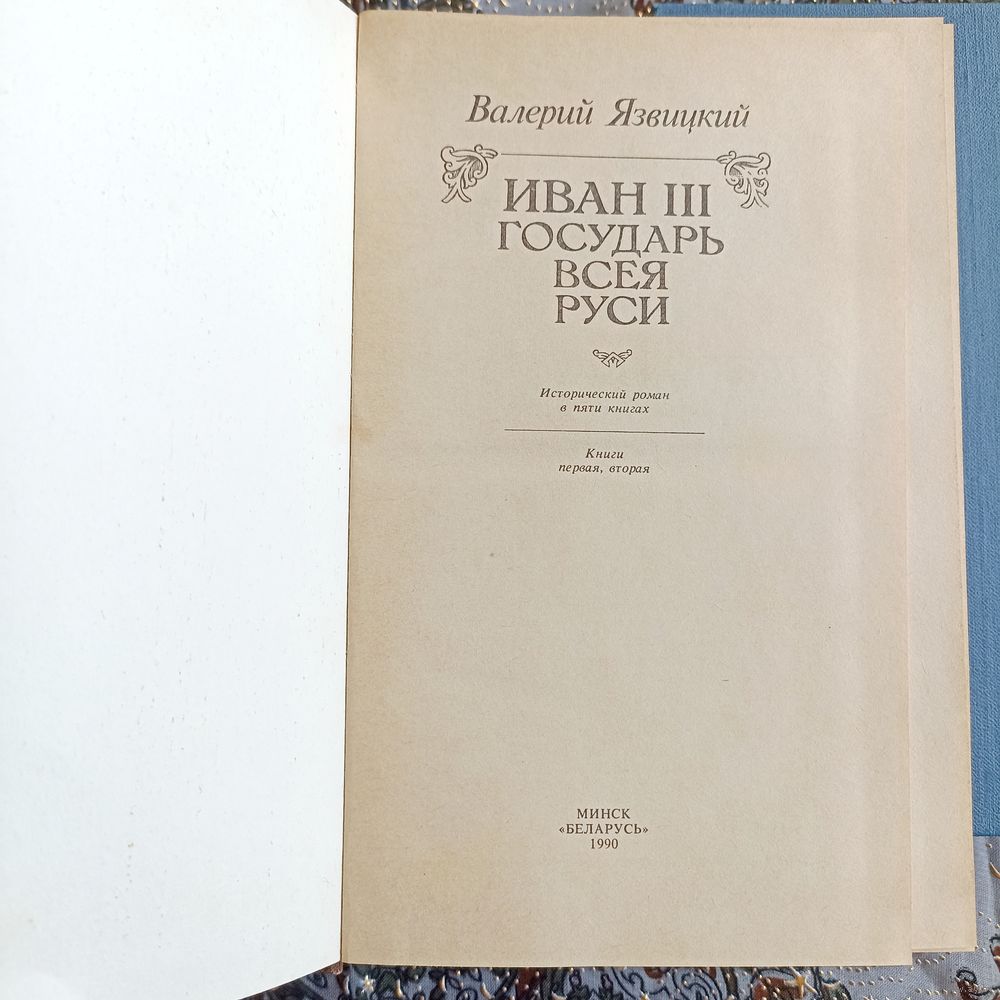 Валерий Язвицкий
ИВАН III
ГОСУДАРЬ
ВСЕЯ
РУСИ
Исторический роман
в пяти книгах
Книги
первая, вторая
МИНСК
«БЕЛАРУСЬ»
1990